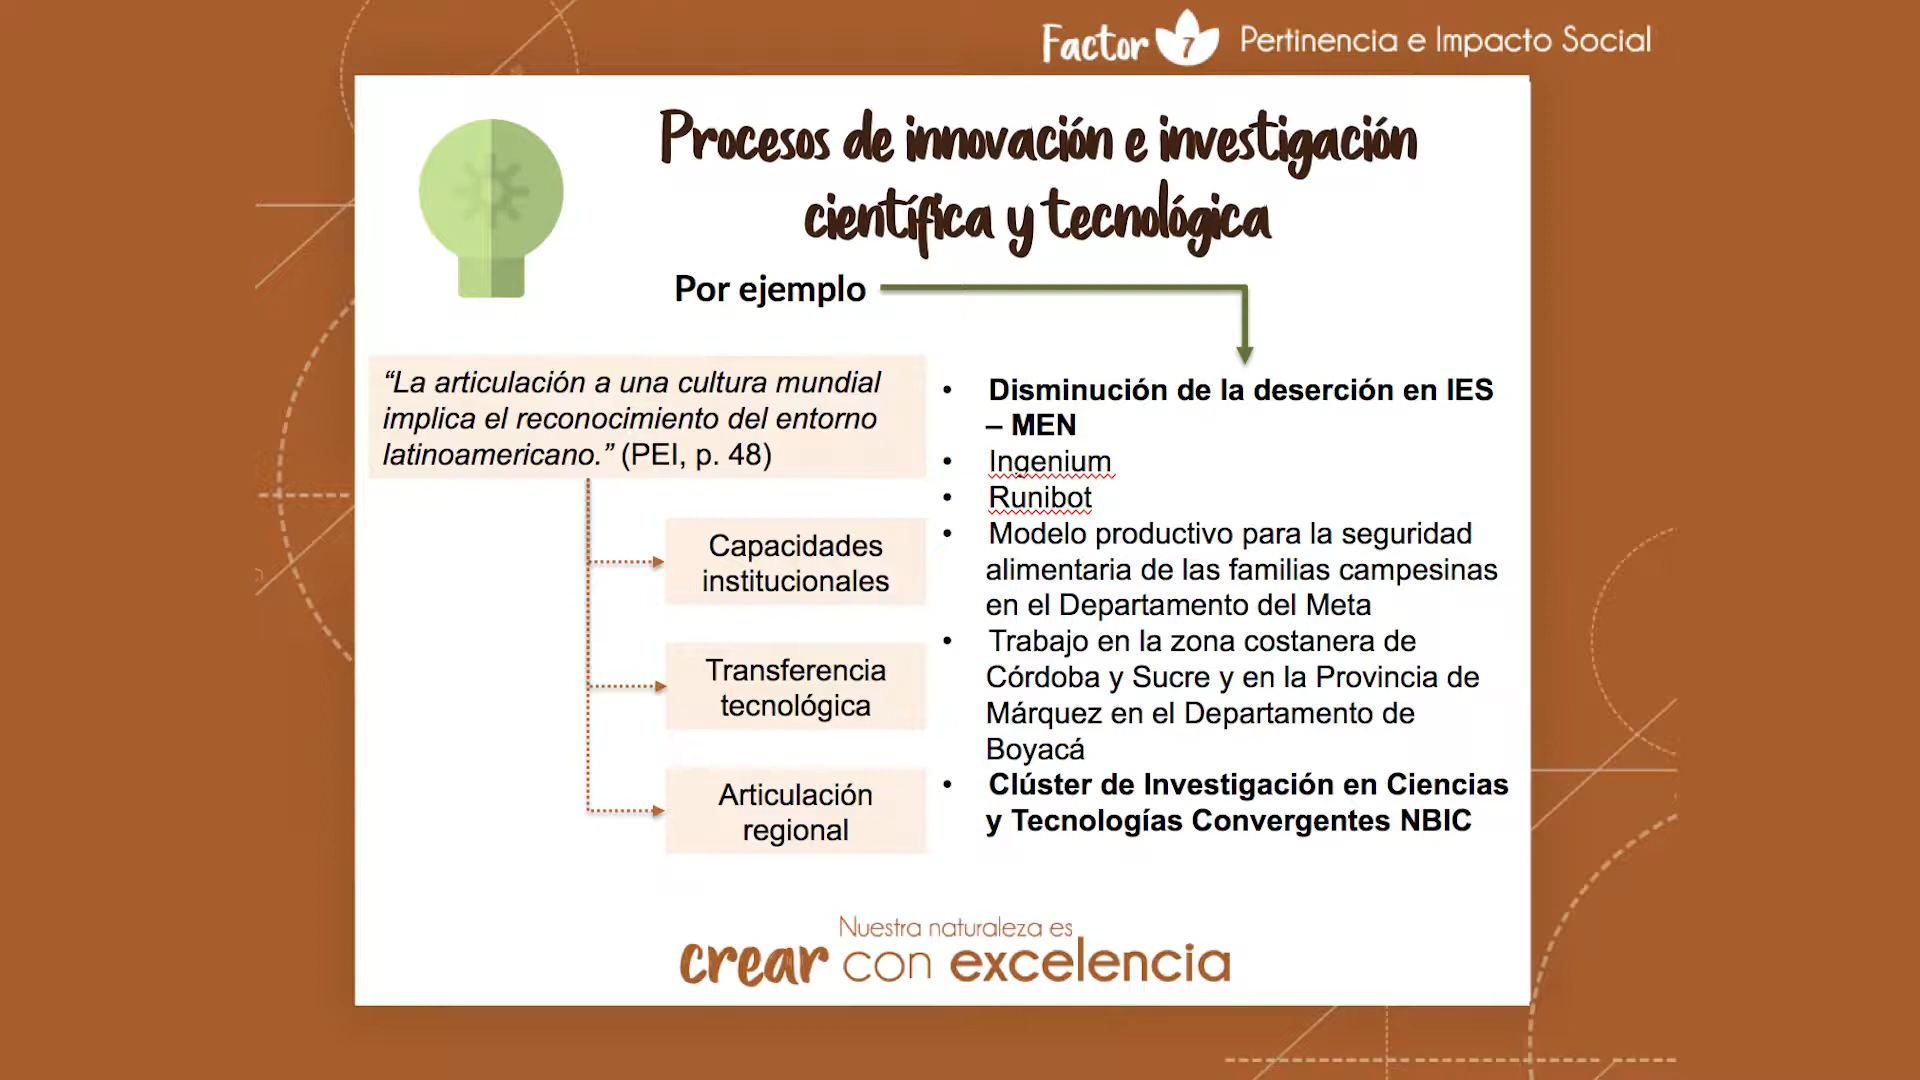 Factor 7 Pertinencia e Impacto Social
Procesos de innovación e investigación
científica y tecnológica
Por ejemplo
“La articulación a una cultura mundial
implica el reconocimiento del entorno
latinoamericano.” (PEI, p. 48)
Capacidades
institucionales
Transferencia
tecnológica
Articulación
regional
• Disminución de la deserción en IES
– MEN
• Ingenium
• Runibot
• Modelo productivo para la seguridad
alimentaria de las familias campesinas
en el Departamento del Meta
• Trabajo en la zona costanera de
Córdoba y Sucre y en la Provincia de
Márquez en el Departamento de
Boyacá
• Clúster de Investigación en Ciencias
y Tecnologías Convergentes NBIC
Nuestra naturaleza es
crear con excelencia